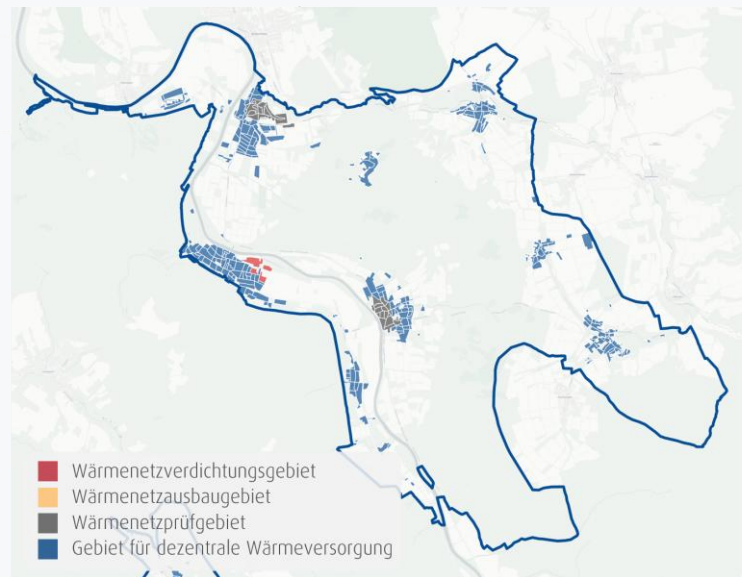 Wärmenetzverdichtungsgebiet
Wärmenetzausbaugebiet
Wärmenetzprüfgebiet
Gebiet für dezentrale Wärmeversorgung